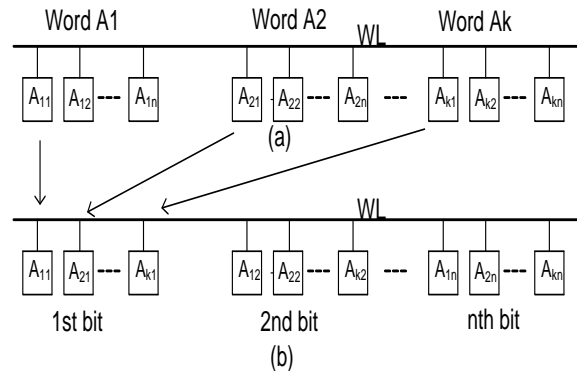 Word A1 Word A2 Word Ak
WL
A11 A12 --- A1n A21 A22 --- A2n --- Ak1 Ak2 --- Akn
(a)
WL
A11 A21 --- Ak1 A12 A22 --- Ak2 --- A1n A2n --- Akn
1st bit 2nd bit nth bit
(b)